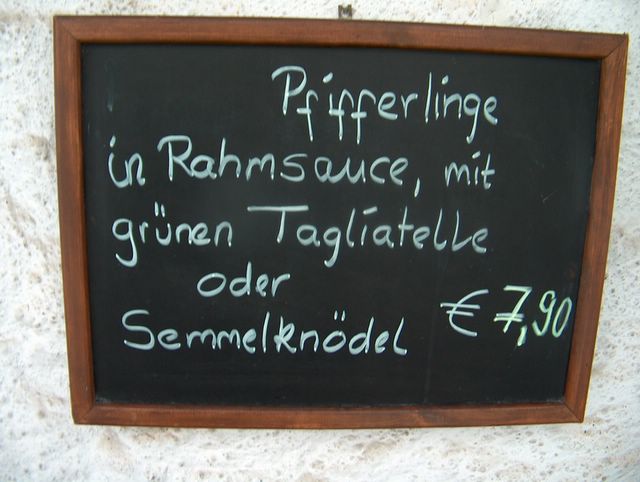 Pfifferlinge
in Rahmsauce, mit
grünen Tagliatelle
oder
Semmelknödel € 7,90